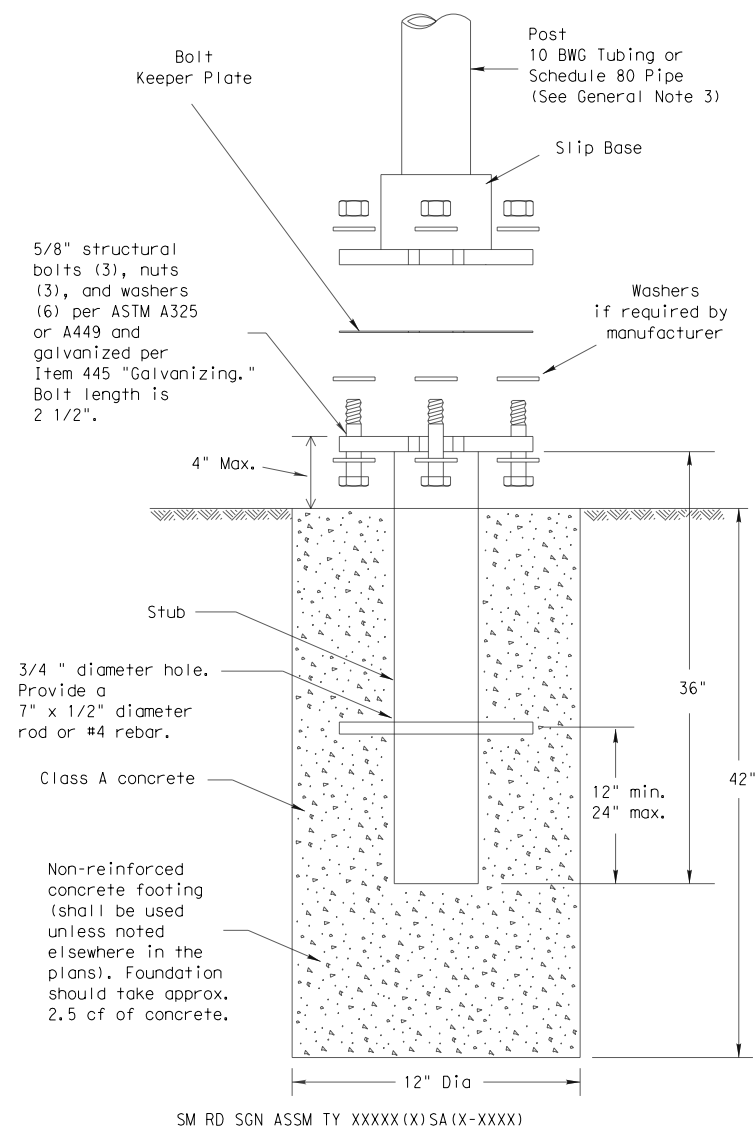 Post
10 BWG Tubing or
Schedule 80 Pipe
(See General Note 3)
Bolt
Keeper Plate
Slip Base
5/8" structural
bolts (3), nuts
(3), and washers
(6) per ASTM A325
or A449 and
galvanized per
Item 445 "Galvanizing."
Bolt length is
2 1/2".
Washers
if required by
manufacturer
4" Max.
Stub
3/4 " diameter hole.
Provide a
7" x 1/2" diameter
rod or #4 rebar.
36"
Class A concrete
12" min.
24" max.
42"
Non-reinforced
concrete footing
(shall be used
unless noted
elsewhere in the
plans). Foundation
should take approx.
2.5 cf of concrete.
12" Dia
SM RD SGN ASSM TY XXXXX(X)SA(X-XXXX)